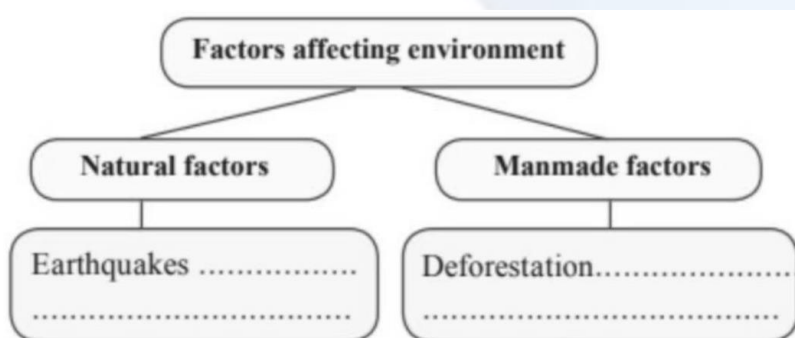 Factors affecting environment
Natural factors
Manmade factors
Earthquakes ..................
....................................
Deforestation.......................
........................................